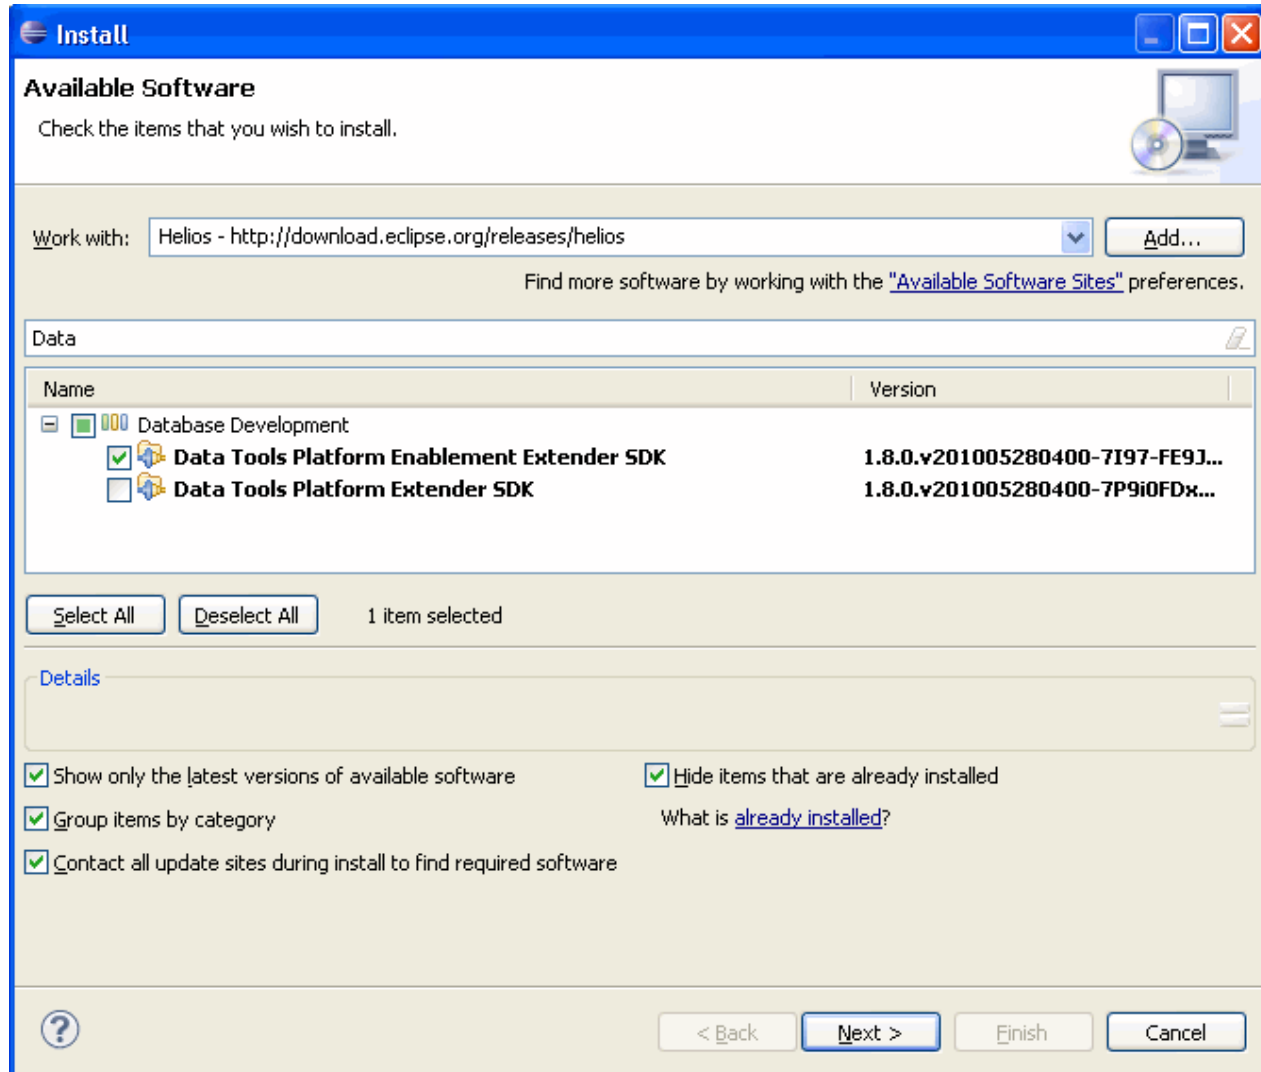 Install
Available Software
Check the items that you wish to install.
Work with: Helios - http://download.eclipse.org/releases/helios Add...
Find more software by working with the "Available Software Sites" preferences.
Data
Name Version
Database Development
Data Tools Platform Enablement Extender SDK 1.8.0.v201005280400-7I97-FE9J...
Data Tools Platform Extender SDK 1.8.0.v201005280400-7P9i0FDx...
Select All Deselect All 1 item selected
Details
Show only the latest versions of available software Hide items that are already installed
Group items by category What is already installed?
Contact all update sites during install to find required software
? < Back Next > Finish Cancel